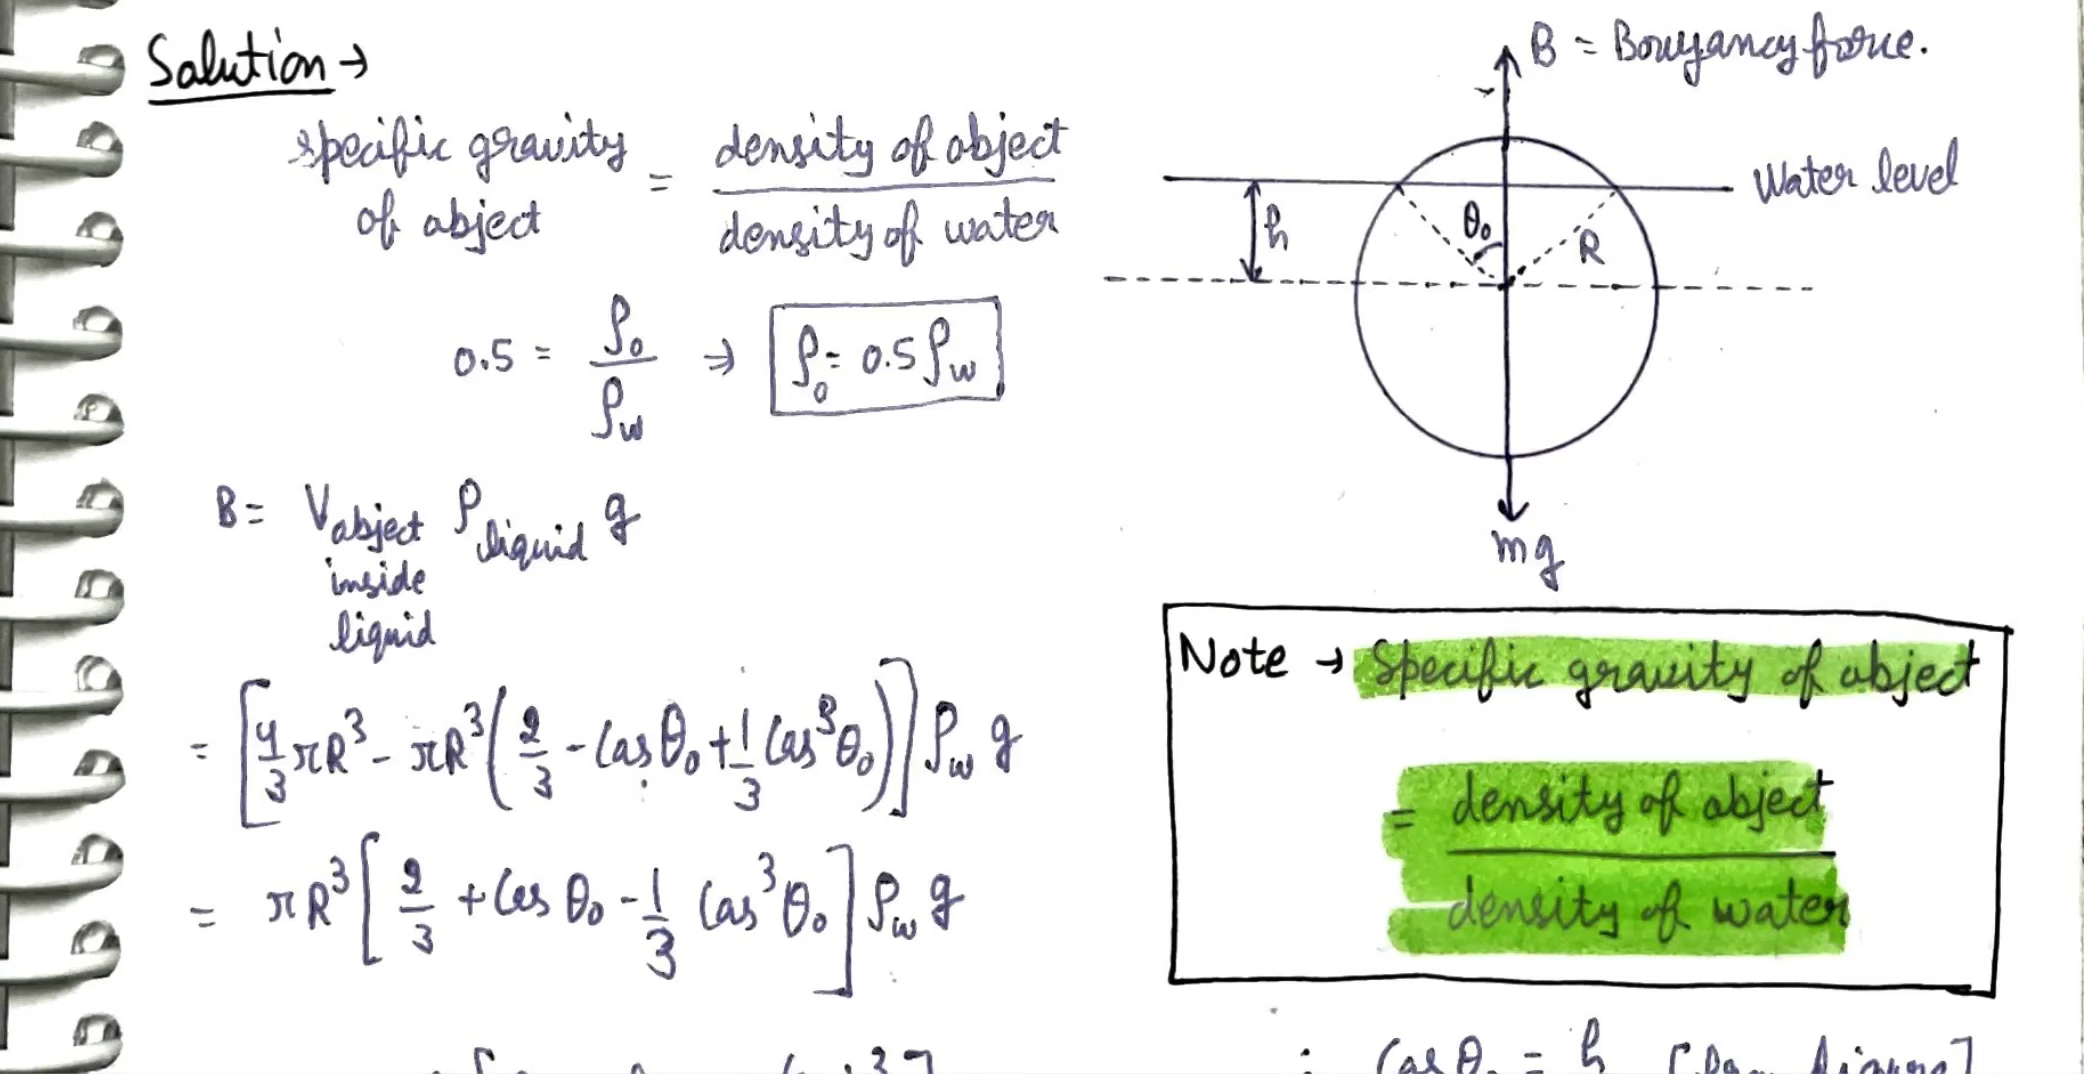 Solution →
specific gravity of object = density of object / density of water
0.5 = ρ₀ / ρw ⇒ ρ₀ = 0.5 ρw
B = V object inside liquid ρ liquid g
= [4/3 πR³ - πR³(2/3 - Cosθ₀ + 1/3 Cos³θ₀)] ρw g
= πR³[2/3 + Cos θ₀ - 1/3 Cos³θ₀] ρw g
B = Bouyancy force.
Water level
h
θ₀
R
mg
Note → Specific gravity of object
= density of object / density of water
Cosθ₀ = h